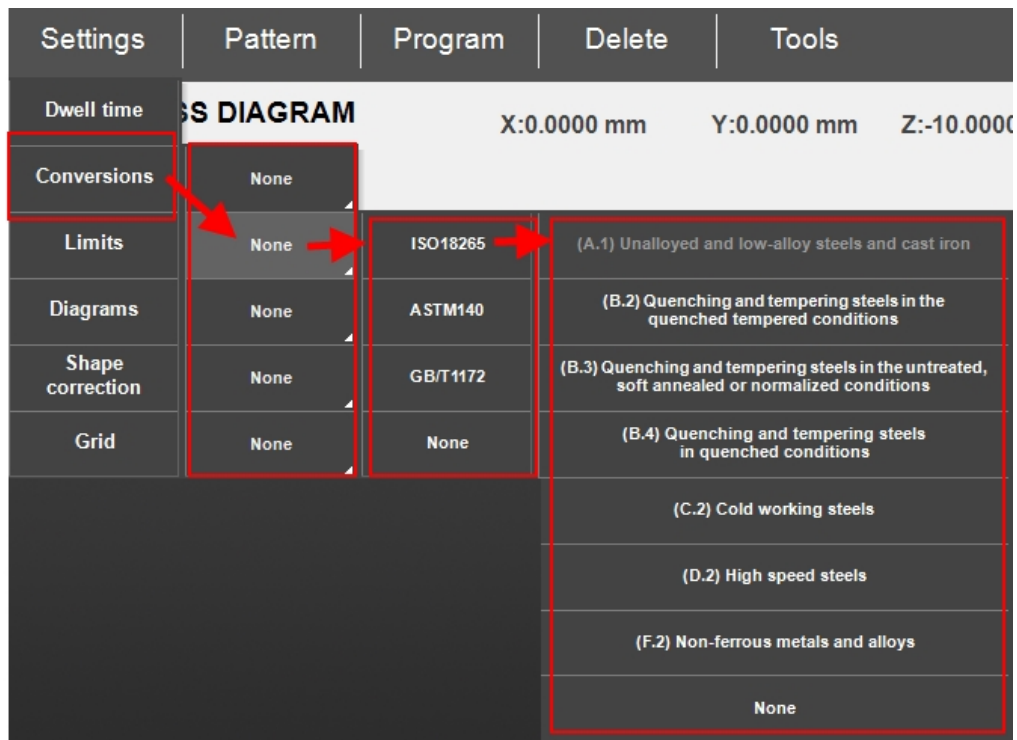 Settings Pattern Program Delete Tools
Dwell time
SS DIAGRAM
X:0.0000 mm Y:0.0000 mm Z:-10.0000
Conversions
None
Limits
None
ISO18265
(A.1) Unalloyed and low-alloy steels and cast iron
Diagrams
None
ASTM140
(B.2) Quenching and tempering steels in the
quenched tempered conditions
Shape
correction
None
GB/T1172
(B.3) Quenching and tempering steels in the untreated,
soft annealed or normalized conditions
Grid
None
None
(B.4) Quenching and tempering steels
in quenched conditions
(C.2) Cold working steels
(D.2) High speed steels
(F.2) Non-ferrous metals and alloys
None